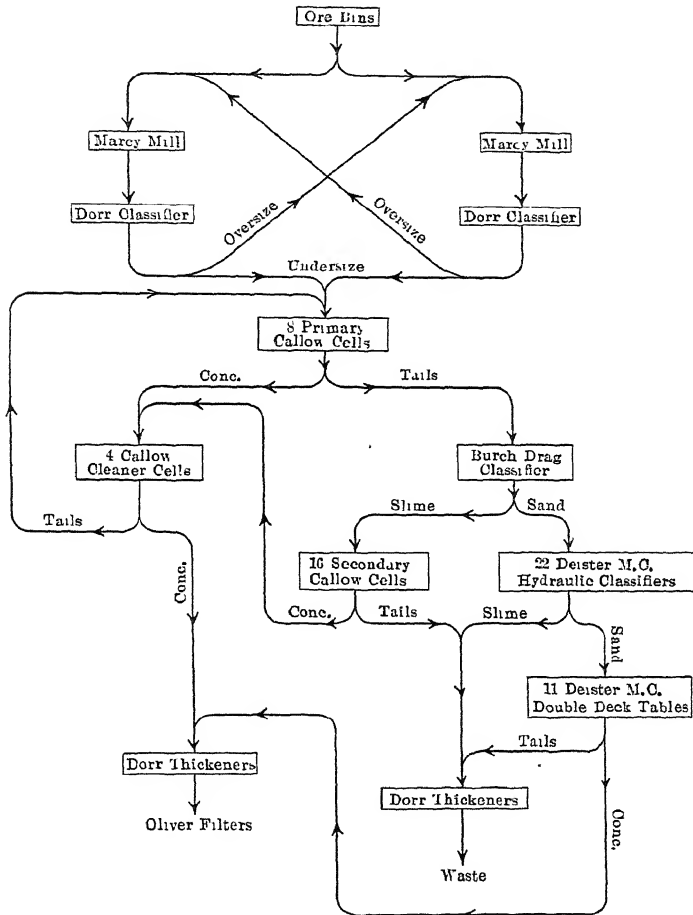 Ore Bins
Marcy Mill
Marcy Mill
Dorr Classifier
Dorr Classifier
Oversize
Oversize
Undersize
8 Primary
Callow Cells
Conc.
Tails
4 Callow
Cleaner Cells
Burch Drag
Classifier
Tails
Slime
Sand
Conc.
16 Secondary
Callow Cells
22 Deister M.C.
Hydraulic Classifiers
Conc.
Tails
Slime
Sand
11 Deister M.C.
Double Deck Tables
Tails
Dorr Thickeners
Dorr Thickeners
Conc.
Oliver Filters
Waste